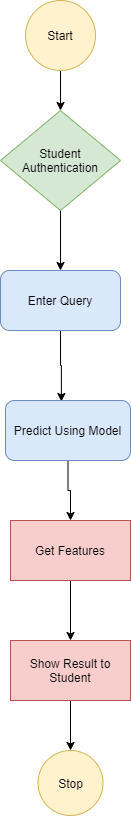 Start
Student
Authentication
Enter Query
Predict Using Model
Get Features
Show Result to
Student
Stop